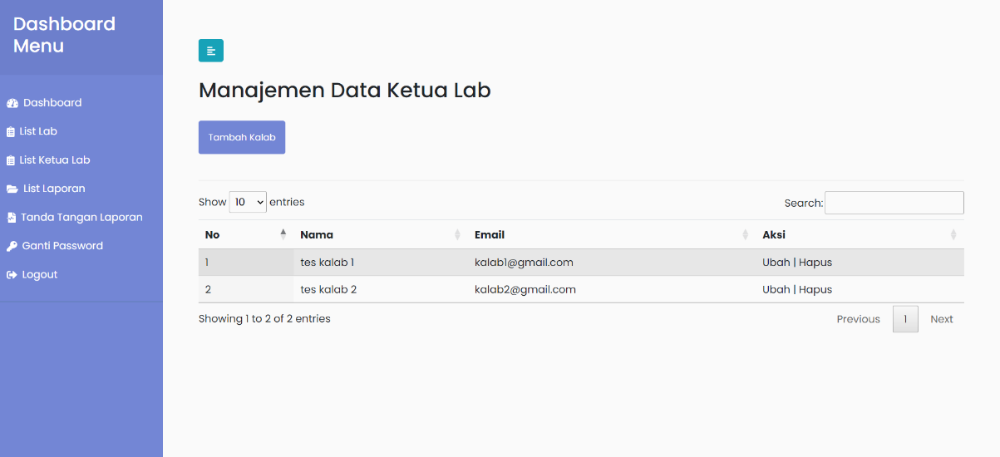 Dashboard
Menu
Dashboard
List Lab
List Ketua Lab
List Laporan
Tanda Tangan Laporan
Ganti Password
Logout
Manajemen Data Ketua Lab
Tambah Kalab
Show 10 entries
Search:
No Nama Email Aksi
1 tes kalab 1 kalab1@gmail.com Ubah | Hapus
2 tes kalab 2 kalab2@gmail.com Ubah | Hapus
Showing 1 to 2 of 2 entries
Previous 1 Next